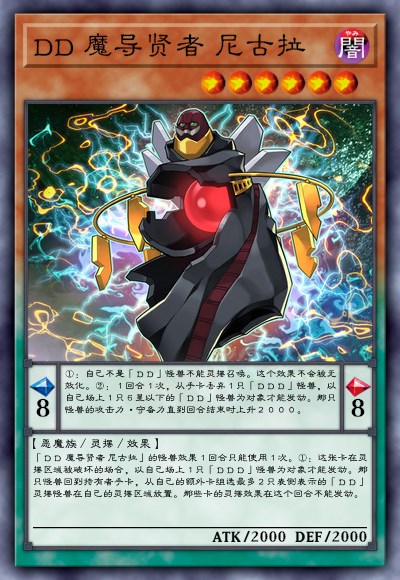 DD 魔导贤者 尼古拉
やみ
闇
①：自己不是「DD」怪兽不能灵摆召唤。这个效果不会被无
效化。②：1回合1次，从手卡丢弃1只「DDD」怪兽，以
自己场上1只6星以下的「DD」怪兽为对象才能发动。那只
怪兽的攻击力·守备力直到回合结束时上升2000。
8
8
【恶魔族／灵摆／效果】
「DD 魔导贤者 尼古拉」的怪兽效果1回合只能使用1次。①：这张卡在灵
摆区域被破坏的场合，以自己场上1只「DDD」怪兽为对象才能发动。那
只怪兽回到持有者手卡，从自己的额外卡组选最多2只表侧表示的「DD」
灵摆怪兽在自己的灵摆区域放置。那些卡的灵摆效果在这个回合不能发动。
ATK/2000 DEF/2000